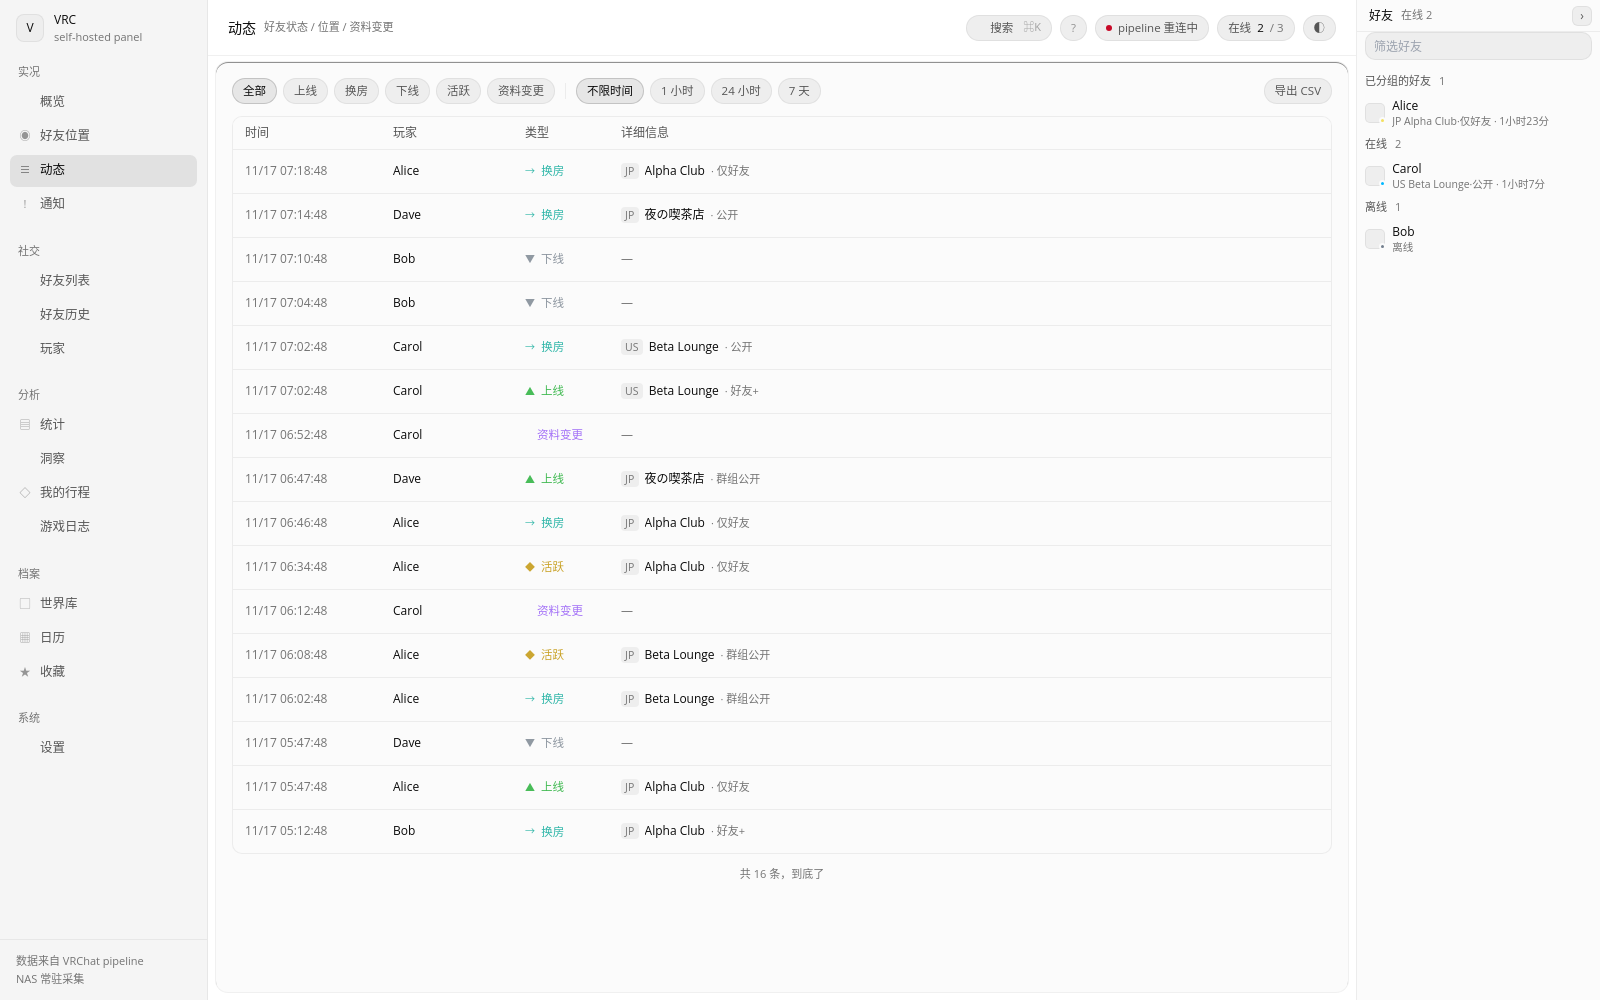 V
VRC
self-hosted panel
实况
概览
好友位置
动态
通知
社交
好友列表
好友历史
玩家
分析
统计
洞察
我的行程
游戏日志
档案
世界库
日历
收藏
系统
设置
数据来自 VRChat pipeline
NAS 常驻采集
动态 好友状态 / 位置 / 资料变更
搜索 ⌘K ? pipeline 重连中 在线 2 / 3
全部 上线 换房 下线 活跃 资料变更 不限时间 1 小时 24 小时 7 天 导出 CSV
时间 玩家 类型 详细信息
11/17 07:18:48 Alice → 换房 JP Alpha Club · 仅好友
11/17 07:14:48 Dave → 换房 JP 夜の喫茶店 · 公开
11/17 07:10:48 Bob ▼ 下线 —
11/17 07:04:48 Bob ▼ 下线 —
11/17 07:02:48 Carol → 换房 US Beta Lounge · 公开
11/17 07:02:48 Carol ▲ 上线 US Beta Lounge · 好友+
11/17 06:52:48 Carol 资料变更 —
11/17 06:47:48 Dave ▲ 上线 JP 夜の喫茶店 · 群组公开
11/17 06:46:48 Alice → 换房 JP Alpha Club · 仅好友
11/17 06:34:48 Alice ◆ 活跃 JP Alpha Club · 仅好友
11/17 06:12:48 Carol 资料变更 —
11/17 06:08:48 Alice ◆ 活跃 JP Beta Lounge · 群组公开
11/17 06:02:48 Alice → 换房 JP Beta Lounge · 群组公开
11/17 05:47:48 Dave ▼ 下线 —
11/17 05:47:48 Alice ▲ 上线 JP Alpha Club · 仅好友
11/17 05:12:48 Bob → 换房 JP Alpha Club · 好友+
共 16 条，到底了
好友 在线 2 ›
筛选好友
已分组的好友 1
Alice
JP Alpha Club·仅好友 · 1小时23分
在线 2
Carol
US Beta Lounge·公开 · 1小时7分
离线 1
Bob
离线